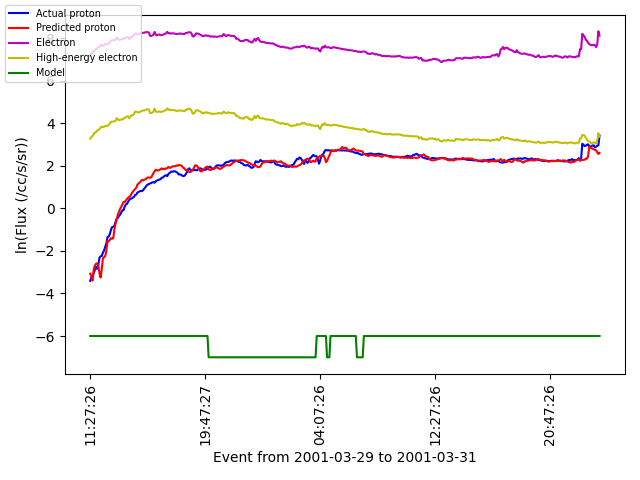 Actual proton
Predicted proton
Electron
High-energy electron
Model
8
6
4
2
0
−2
−4
−6
ln(Flux (/cc/s/sr))
11:27:26
19:47:27
04:07:26
12:27:26
20:47:26
Event from 2001-03-29 to 2001-03-31